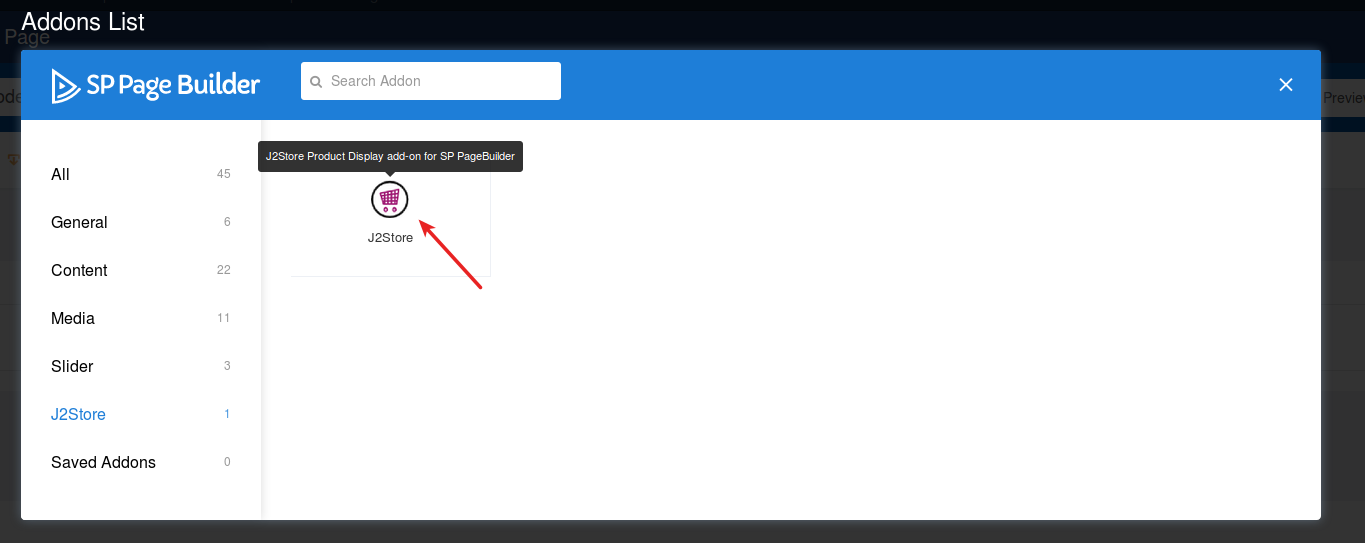 Addons List
Page
SP Page Builder
Search Addon
Preview
All 45
General 6
Content 22
Media 11
Slider 3
J2Store 1
Saved Addons 0
J2Store Product Display add-on for SP PageBuilder
J2Store